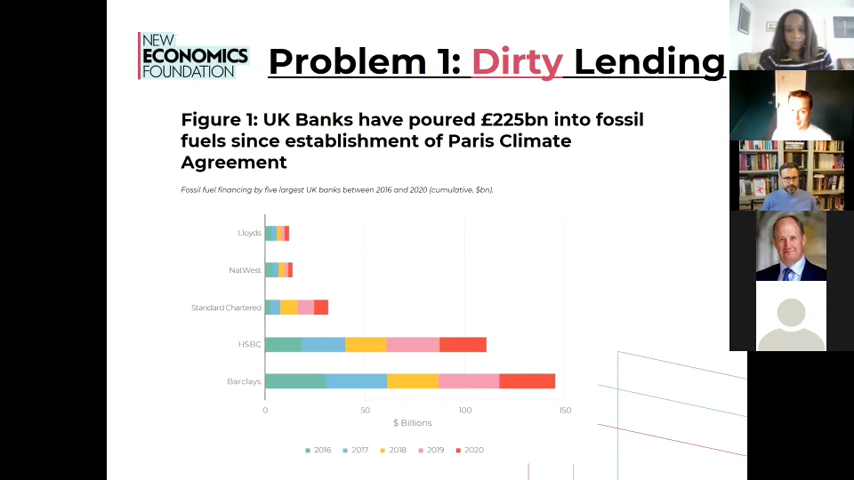 NEW
ECONOMICS
FOUNDATION
Problem 1: Dirty Lending
Figure 1: UK Banks have poured £225bn into fossil
fuels since establishment of Paris Climate
Agreement
Fossil fuel financing by five largest UK banks between 2016 and 2020 (cumulative, $bn).
Lloyds
NatWest
Standard Chartered
HSBC
Barclays
0 50 100 150
$ Billions
2016 2017 2018 2019 2020